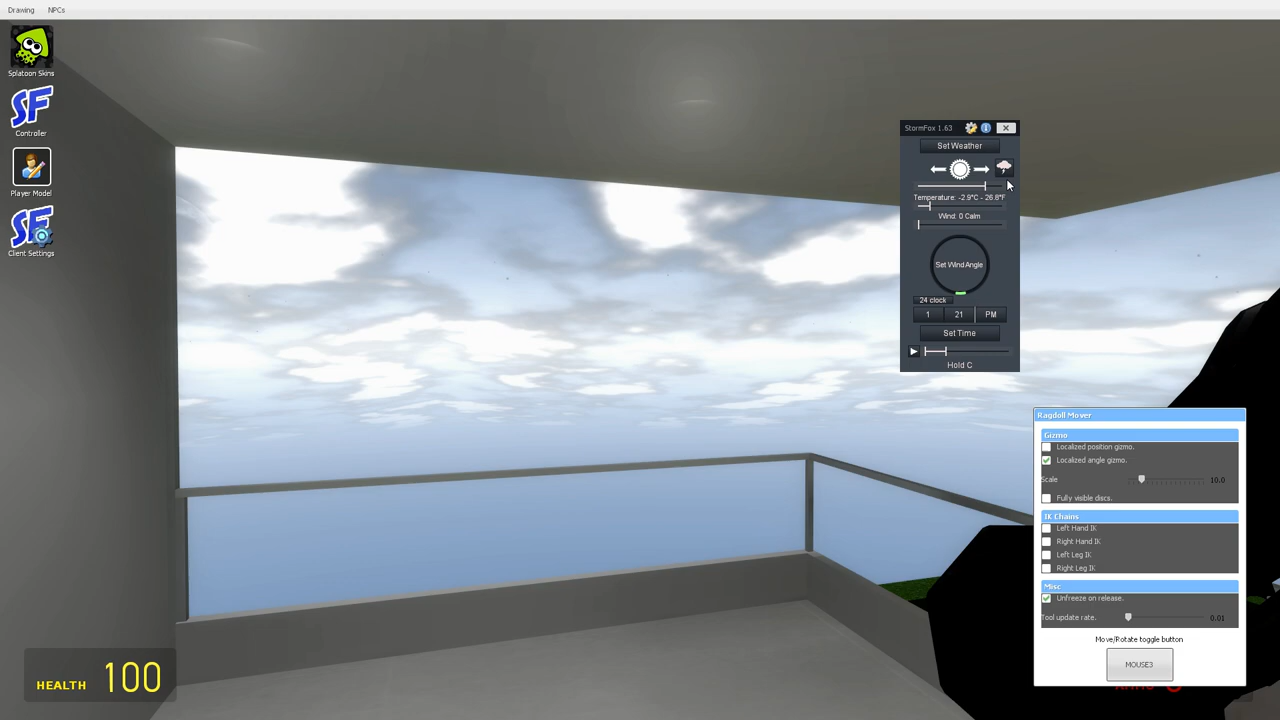 Drawing NPCs
Splatoon Skins
SF
Controller
Player Model
SF
Client Settings
StormFox 1.63
Set Weather
Temperature: -2.9°C - 26.8°F
Wind: 0 Calm
Set Wind Angle
24 clock
1 21 PM
Set Time
Hold C
Ragdoll Mover
Gizmo
Localized position gizmo.
Localized angle gizmo.
Scale 10.0
Fully visible discs.
IK Chains
Left Hand IK
Right Hand IK
Left Leg IK
Right Leg IK
Misc
Unfreeze on release.
Tool update rate. 0.01
Move/Rotate toggle button
MOUSE3
HEALTH 100